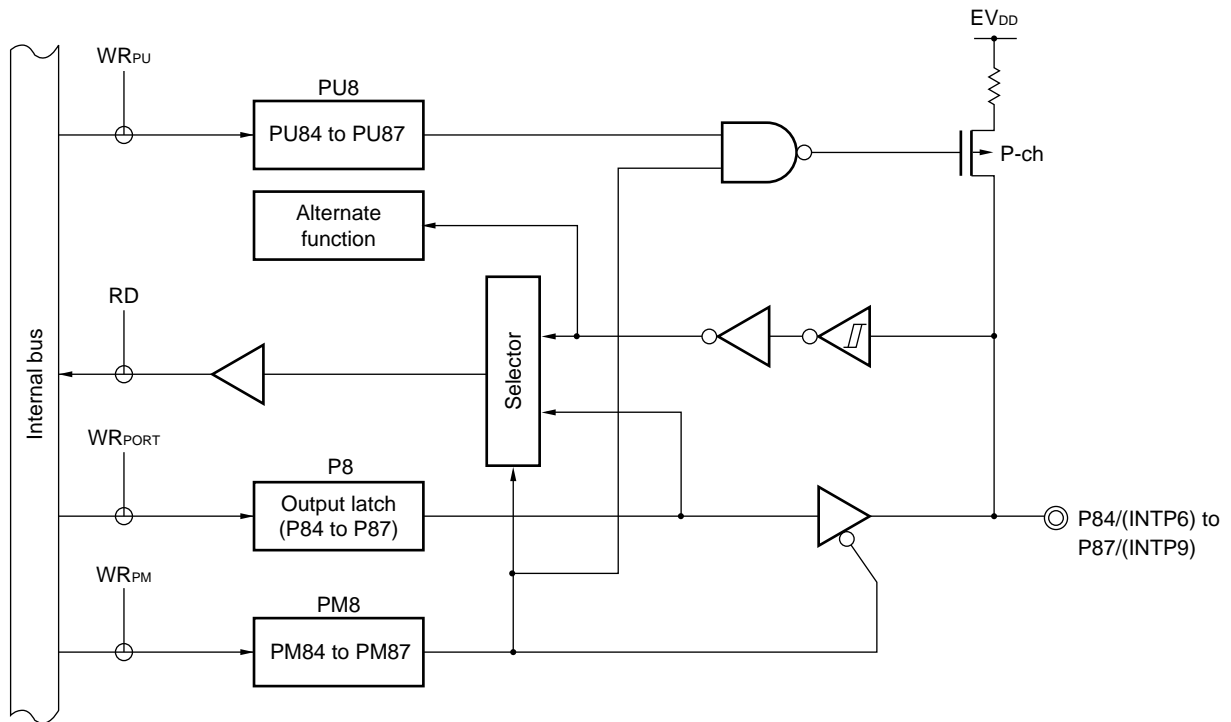 EVDD
WRPU
PU8
PU84 to PU87
P-ch
Alternate
function
RD
Selector
Internal bus
WRPORT
P8
Output latch
(P84 to P87)
P84/(INTP6) to
P87/(INTP9)
WRPM
PM8
PM84 to PM87